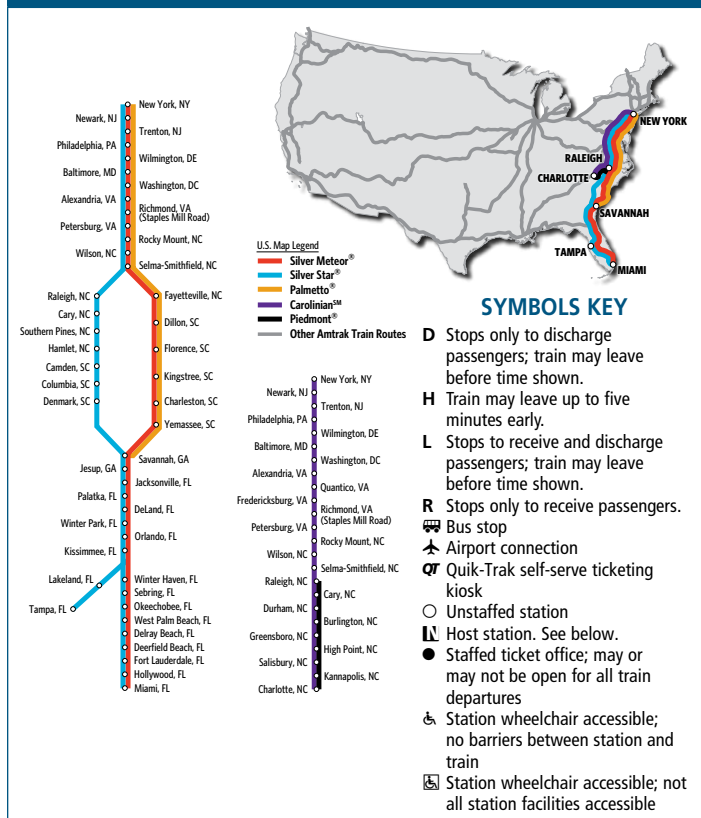 New York, NY
Newark, NJ
Trenton, NJ
Philadelphia, PA
Wilmington, DE
Baltimore, MD
Washington, DC
Alexandria, VA
Richmond, VA
(Staples Mill Road)
Petersburg, VA
Rocky Mount, NC
Wilson, NC
Selma-Smithfield, NC
Raleigh, NC
Cary, NC
Southern Pines, NC
Hamlet, NC
Camden, SC
Columbia, SC
Denmark, SC
Fayetteville, NC
Dillon, SC
Florence, SC
Kingstree, SC
Charleston, SC
Yemassee, SC
Savannah, GA
Jesup, GA
Jacksonville, FL
Palatka, FL
DeLand, FL
Winter Park, FL
Orlando, FL
Kissimmee, FL
Lakeland, FL
Tampa, FL
Winter Haven, FL
Sebring, FL
Okeechobee, FL
West Palm Beach, FL
Delray Beach, FL
Deerfield Beach, FL
Fort Lauderdale, FL
Hollywood, FL
Miami, FL
NEW YORK
RALEIGH
CHARLOTTE
SAVANNAH
TAMPA
MIAMI
U.S. Map Legend
Silver Meteor®
Silver Star®
Palmetto®
Carolinian℠
Piedmont®
Other Amtrak Train Routes
New York, NY
Newark, NJ
Trenton, NJ
Philadelphia, PA
Wilmington, DE
Baltimore, MD
Washington, DC
Alexandria, VA
Quantico, VA
Fredericksburg, VA
Richmond, VA
(Staples Mill Road)
Petersburg, VA
Rocky Mount, NC
Wilson, NC
Selma-Smithfield, NC
Raleigh, NC
Cary, NC
Durham, NC
Burlington, NC
Greensboro, NC
High Point, NC
Salisbury, NC
Kannapolis, NC
Charlotte, NC
SYMBOLS KEY
D Stops only to discharge
passengers; train may leave
before time shown.
H Train may leave up to five
minutes early.
L Stops to receive and discharge
passengers; train may leave
before time shown.
R Stops only to receive passengers.
Bus stop
Airport connection
QT Quik-Trak self-serve ticketing
kiosk
Unstaffed station
Host station. See below.
Staffed ticket office; may or
may not be open for all train
departures
Station wheelchair accessible;
no barriers between station and
train
Station wheelchair accessible; not
all station facilities accessible